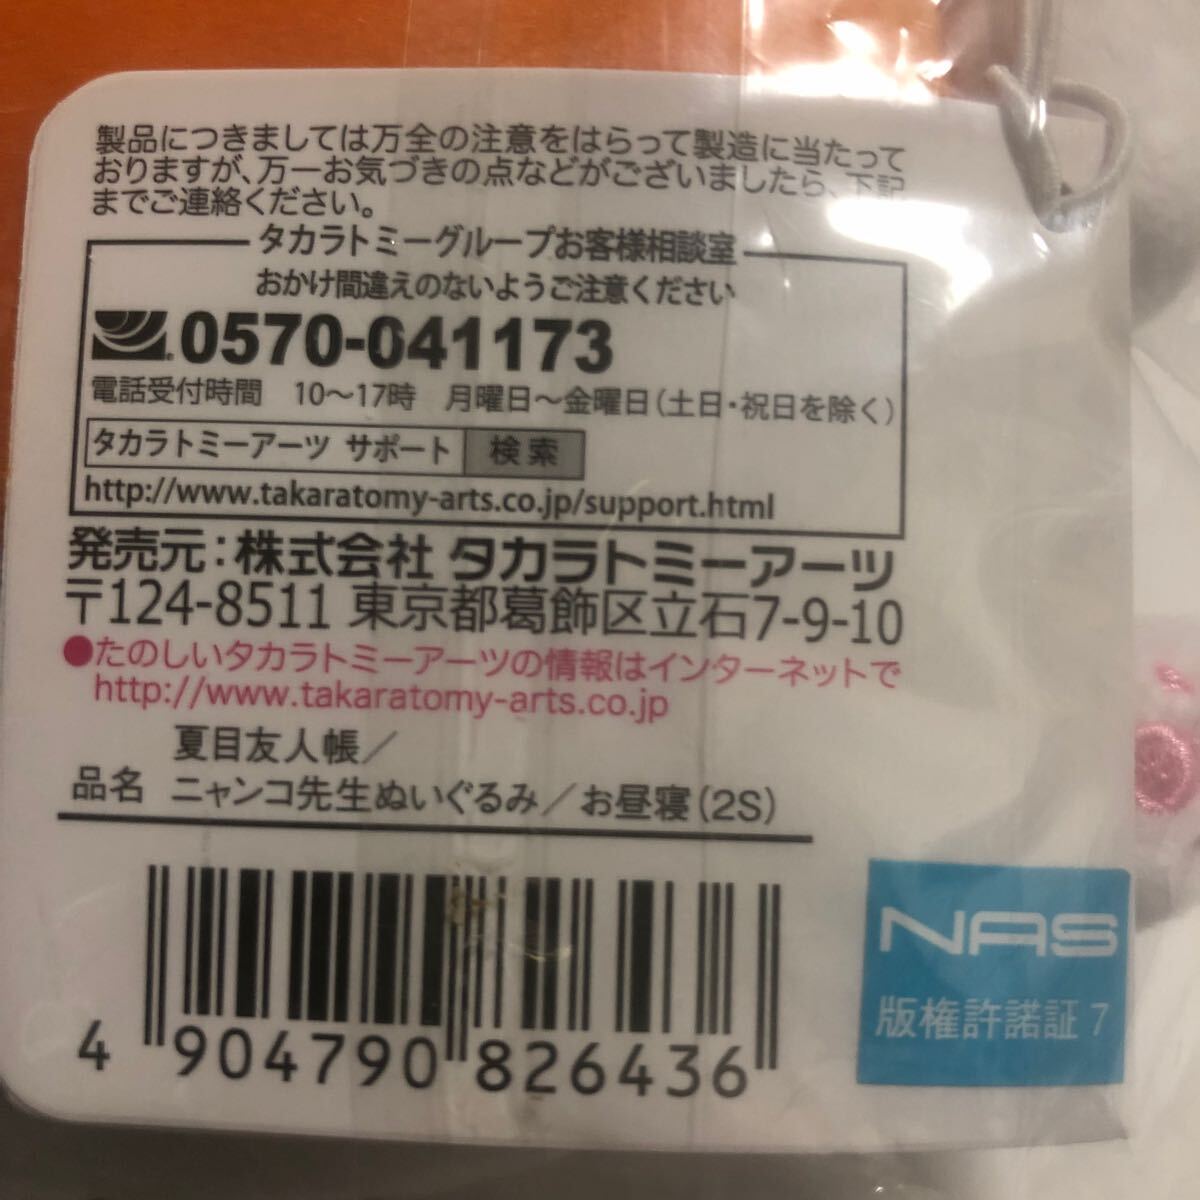 製品につきましては万全の注意をはらって製造に当たって
おりますが、万一お気づきの点などがございましたら、下記
までご連絡ください。
タカラトミーグループお客様相談室
おかけ間違えのないようご注意ください
0570-041173
電話受付時間 10～17時 月曜日～金曜日(土日・祝日を除く)
タカラトミーアーツ サポート 検索
http://www.takaratomy-arts.co.jp/support.html
発売元:株式会社 タカラトミーアーツ
〒124-8511 東京都葛飾区立石7-9-10
●たのしいタカラトミーアーツの情報はインターネットで
http://www.takaratomy-arts.co.jp
夏目友人帳／
品名 ニャンコ先生ぬいぐるみ／お昼寝(2S)
4 904790 826436
NAS
版権許諾証 7